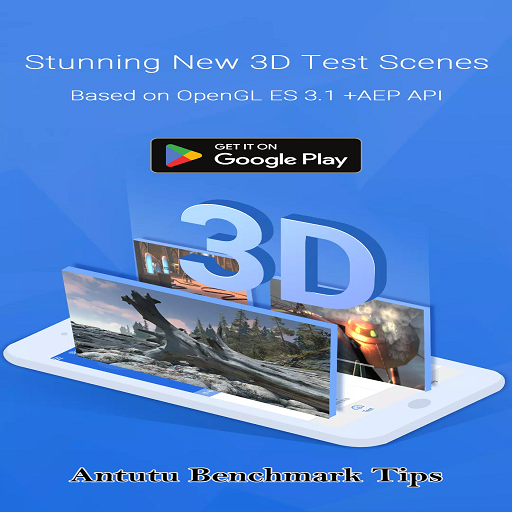 Stunning New 3D Test Scenes
Based on OpenGL ES 3.1 +AEP API
GET IT ON
Google Play
3D
Antutu Benchmark Tips